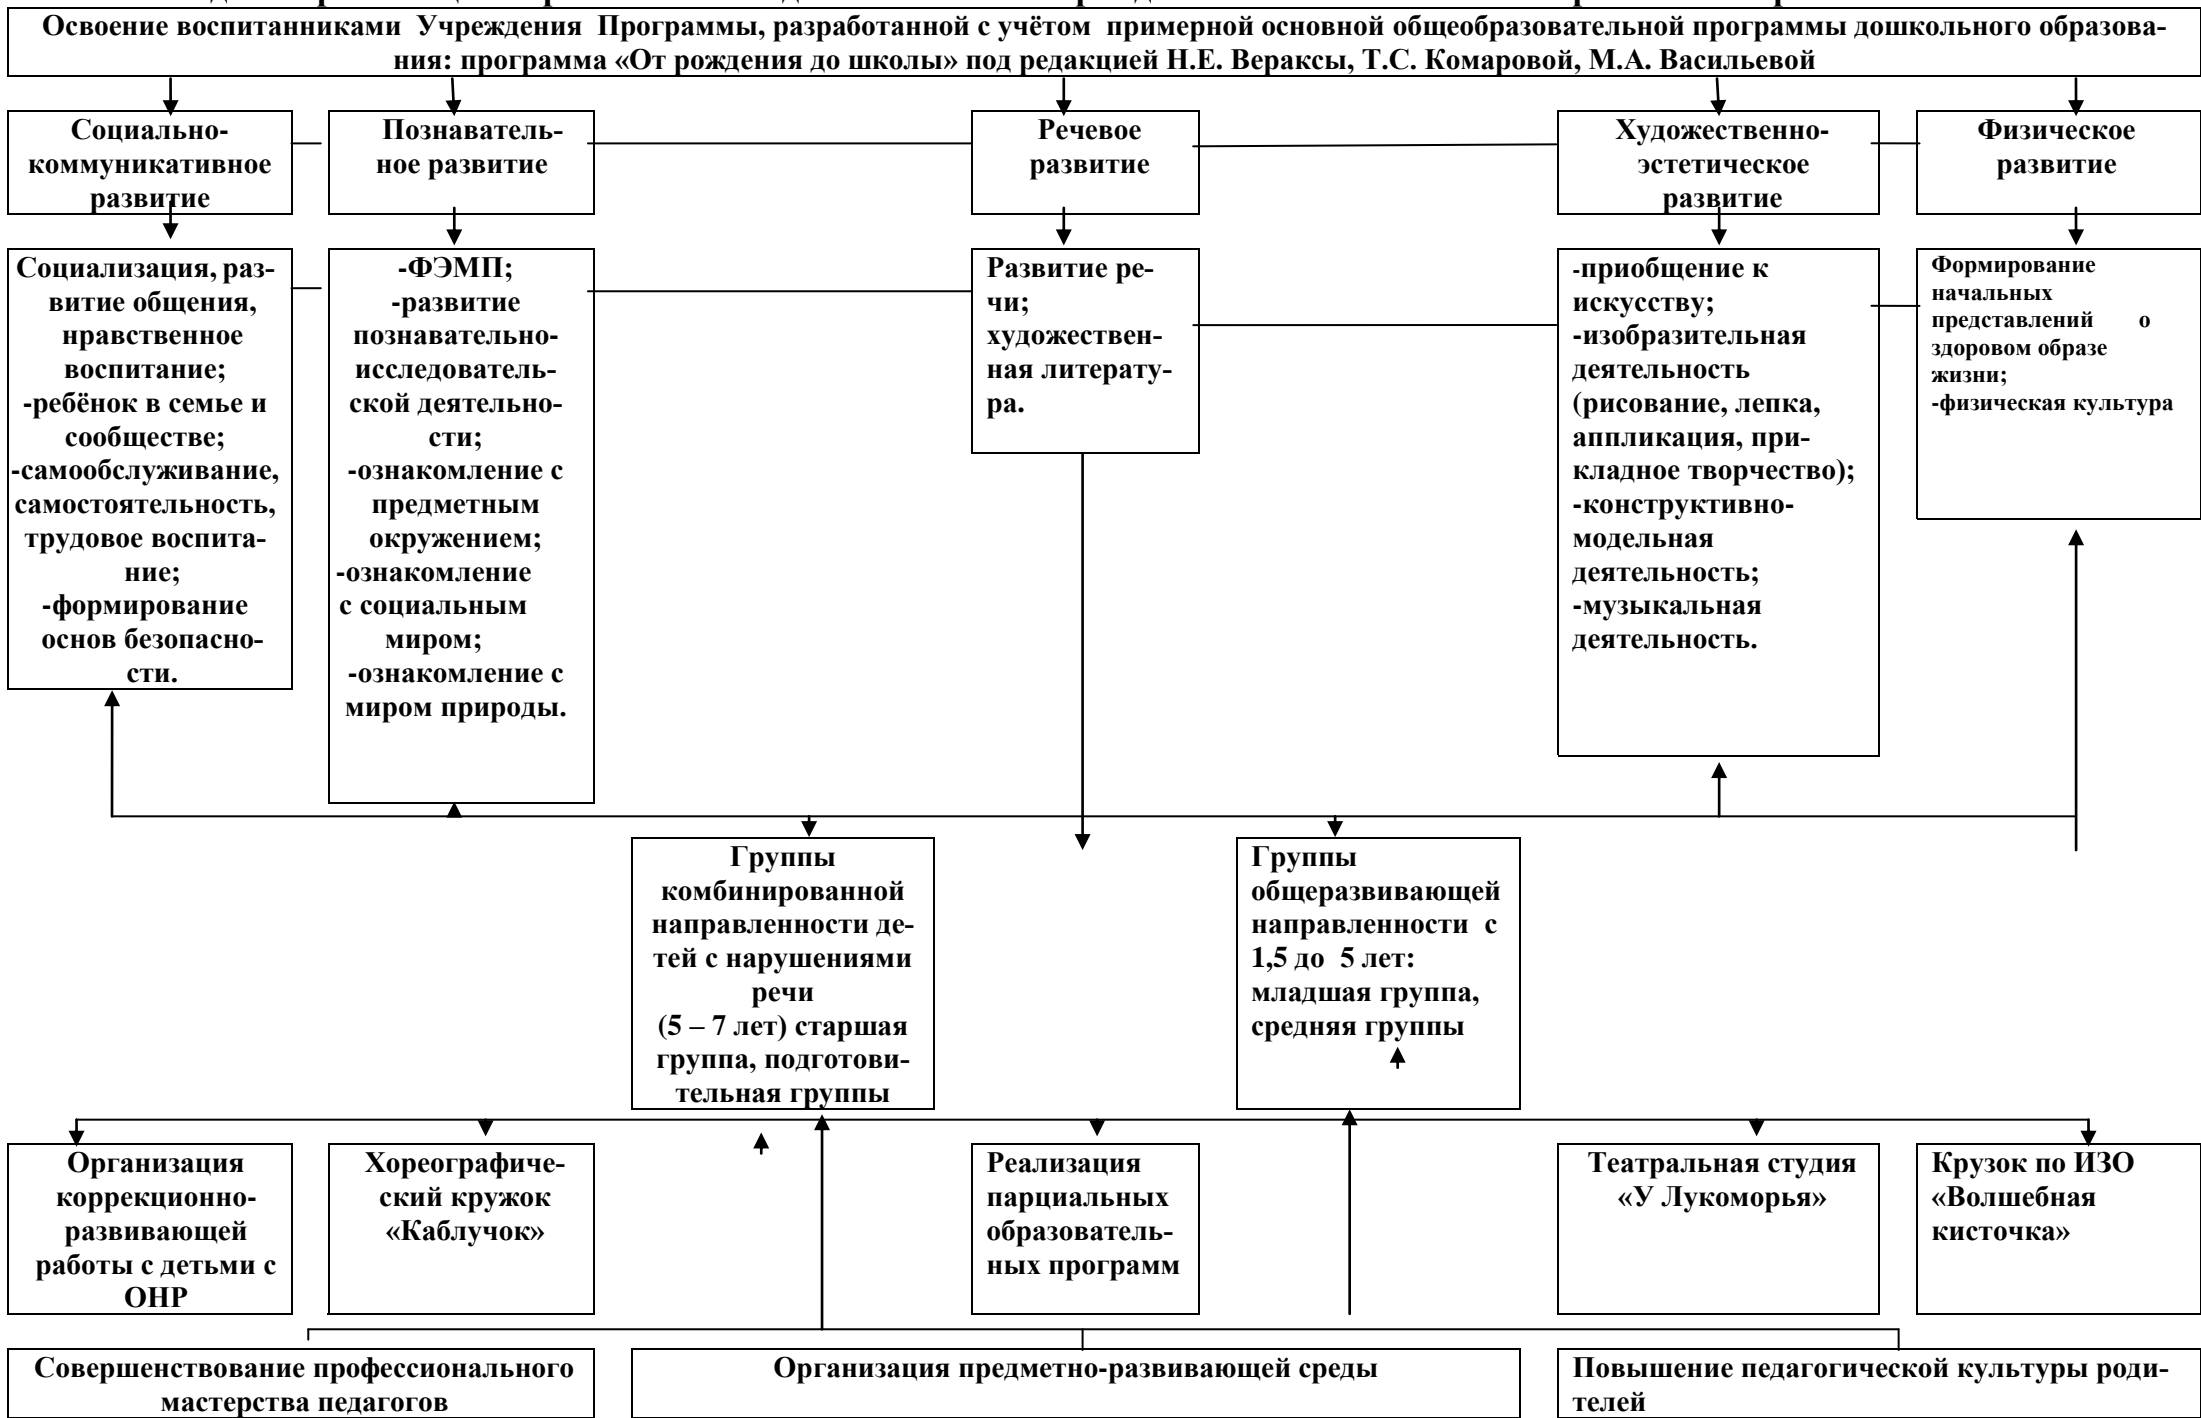 Освоение воспитанниками Учреждения Программы, разработанной с учётом примерной основной общеобразовательной программы дошкольного образова-
ния: программа «От рождения до школы» под редакцией Н.Е. Вераксы, Т.С. Комаровой, М.А. Васильевой
Социально-
коммуникативное
развитие
Познаватель-
ное развитие
Речевое
развитие
Художественно-
эстетическое
развитие
Физическое
развитие
Социализация, раз-
витие общения,
нравственное
воспитание;
-ребёнок в семье и
сообществе;
-самообслуживание,
самостоятельность,
трудовое воспита-
ние;
-формирование
основ безопасно-
сти.
-ФЭМП;
-развитие
познавательно-
исследователь-
ской деятельно-
сти;
-ознакомление с
предметным
окружением;
-ознакомление
с социальным
миром;
-ознакомление с
миром природы.
Развитие ре-
чи;
художествен-
ная литерату-
ра.
-приобщение к
искусству;
-изобразительная
деятельность
(рисование, лепка,
аппликация, при-
кладное творчество);
-конструктивно-
модельная
деятельность;
-музыкальная
деятельность.
Формирование
начальных
представлений о
здоровом образе
жизни;
-физическая культура
Группы
комбинированной
направленности де-
тей с нарушениями
речи
(5 – 7 лет) старшая
группа, подготови-
тельная группы
Группы
общеразвивающей
направленности с
1,5 до 5 лет:
младшая группа,
средняя группы
Организация
коррекционно-
развивающей
работы с детьми с
ОНР
Хореографиче-
ский кружок
«Каблучок»
Реализация
парциальных
образователь-
ных программ
Театральная студия
«У Лукоморья»
Крузок по ИЗО
«Волшебная
кисточка»
Совершенствование профессионального
мастерства педагогов
Организация предметно-развивающей среды
Повышение педагогической культуры роди-
телей